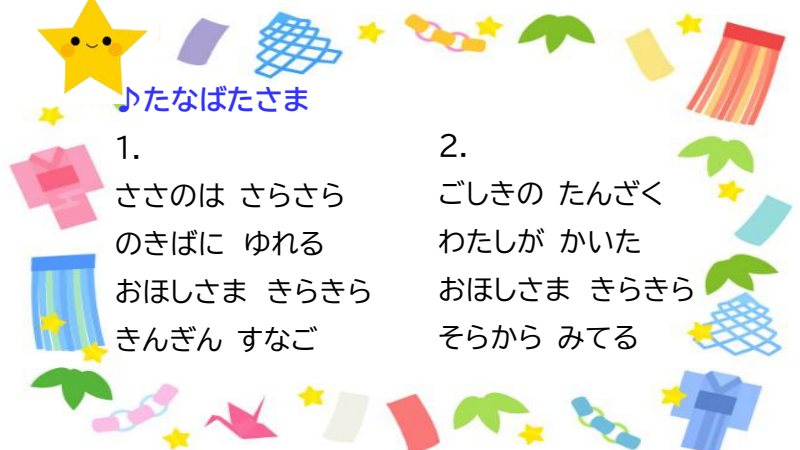 ♪たなばたさま
1.
ささのは さらさら
のきばに ゆれる
おほしさま きらきら
きんぎん すなご
2.
ごしきの たんざく
わたしが かいた
おほしさま きらきら
そらから みてる